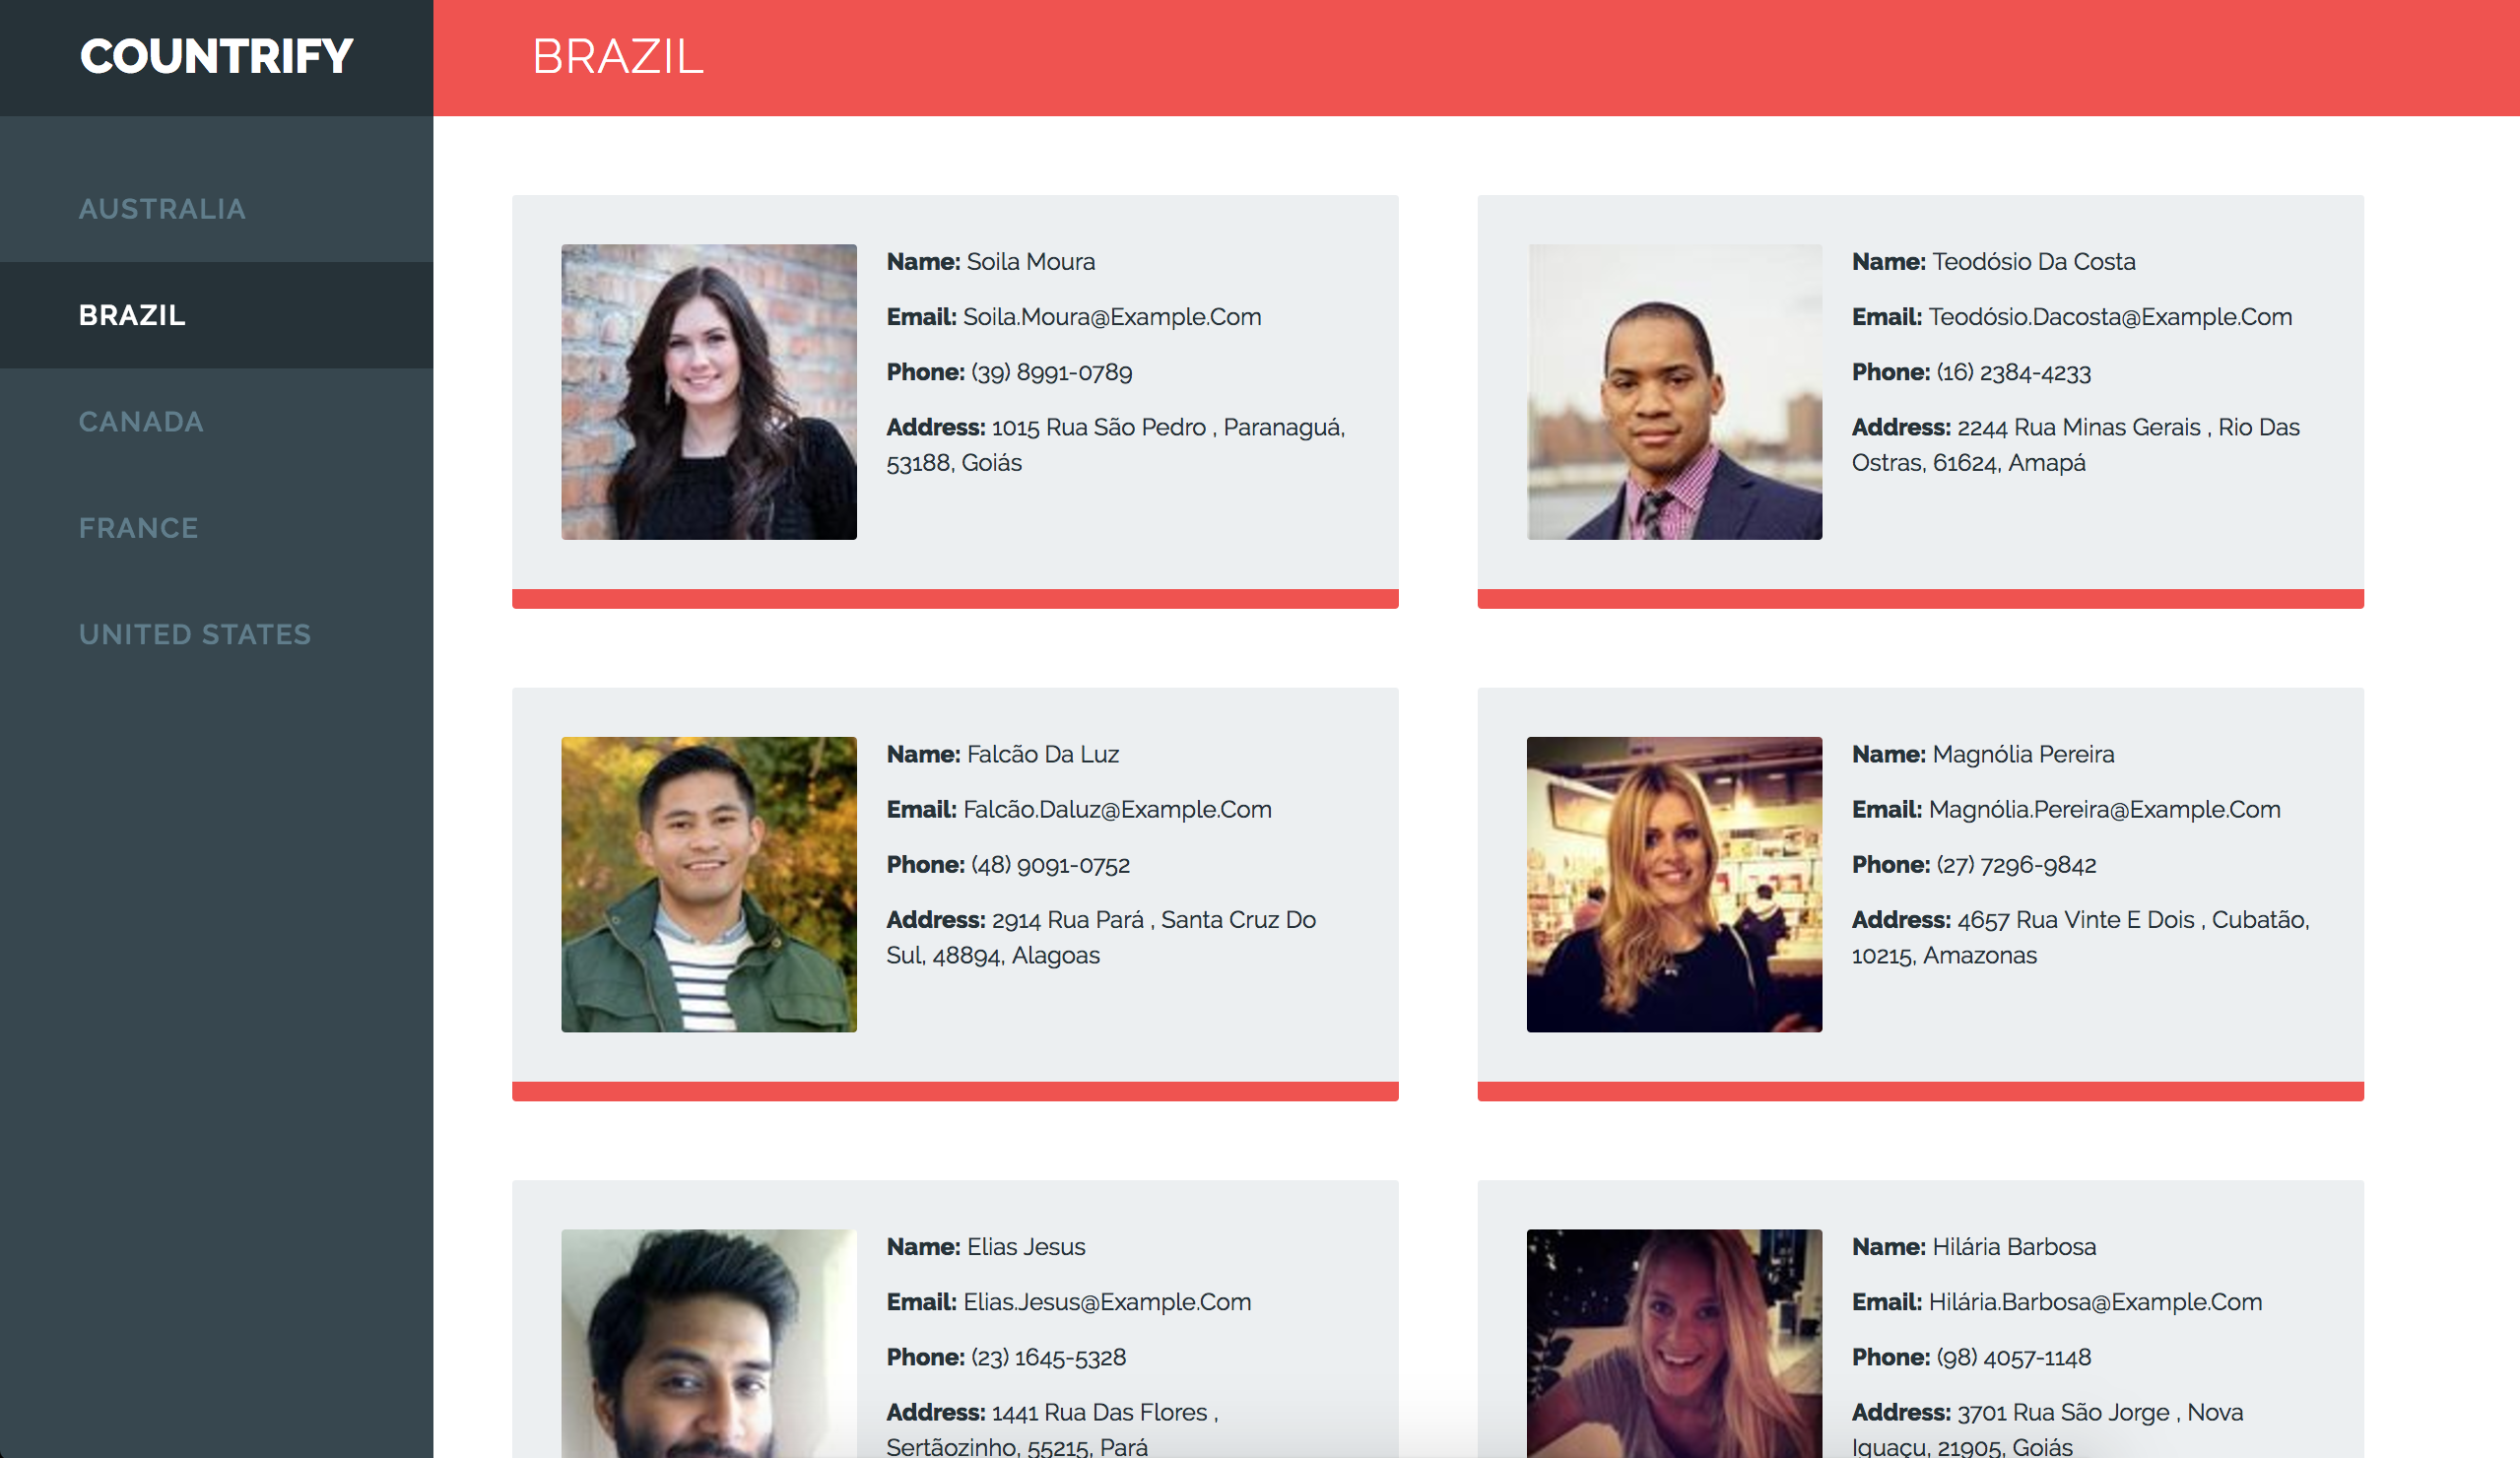 COUNTRIFY
BRAZIL
AUSTRALIA
BRAZIL
CANADA
FRANCE
UNITED STATES
Name: Soila Moura
Email: Soila.Moura@Example.Com
Phone: (39) 8991-0789
Address: 1015 Rua São Pedro , Paranaguá,
53188, Goiás
Name: Teodósio Da Costa
Email: Teodósio.Dacosta@Example.Com
Phone: (16) 2384-4233
Address: 2244 Rua Minas Gerais , Rio Das
Ostras, 61624, Amapá
Name: Falcão Da Luz
Email: Falcão.Daluz@Example.Com
Phone: (48) 9091-0752
Address: 2914 Rua Pará , Santa Cruz Do
Sul, 48894, Alagoas
Name: Magnólia Pereira
Email: Magnólia.Pereira@Example.Com
Phone: (27) 7296-9842
Address: 4657 Rua Vinte E Dois , Cubatão,
10215, Amazonas
Name: Elias Jesus
Email: Elias.Jesus@Example.Com
Phone: (23) 1645-5328
Address: 1441 Rua Das Flores ,
Sertãozinho, 55215, Pará
Name: Hilária Barbosa
Email: Hilária.Barbosa@Example.Com
Phone: (98) 4057-1148
Address: 3701 Rua São Jorge , Nova
Iguaçu, 21905, Goiás